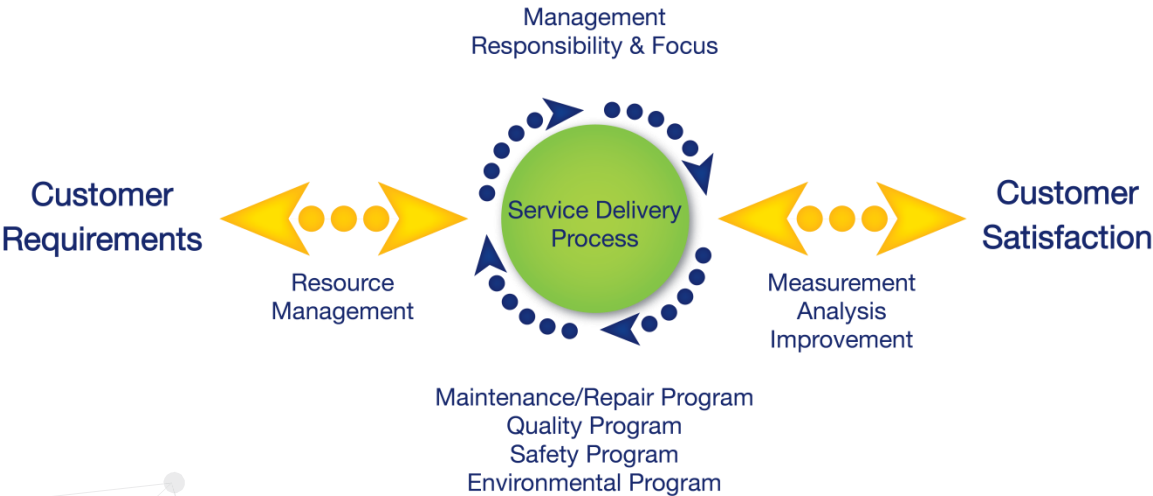 Management
Responsibility & Focus
Customer
Requirements
Service Delivery
Process
Customer
Satisfaction
Resource
Management
Measurement
Analysis
Improvement
Maintenance/Repair Program
Quality Program
Safety Program
Environmental Program